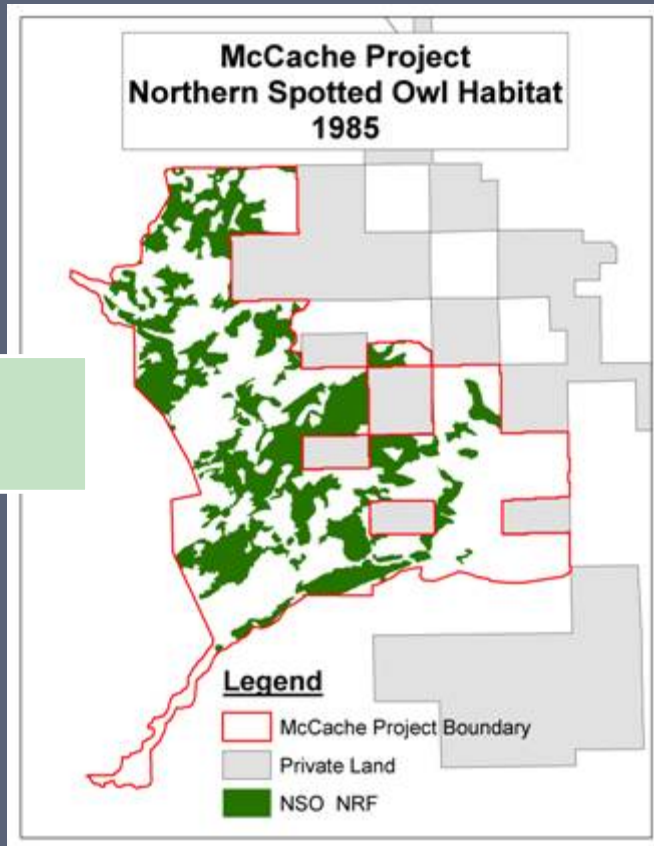 McCache Project
Northern Spotted Owl Habitat
1985
Legend
McCache Project Boundary
Private Land
NSO NRF